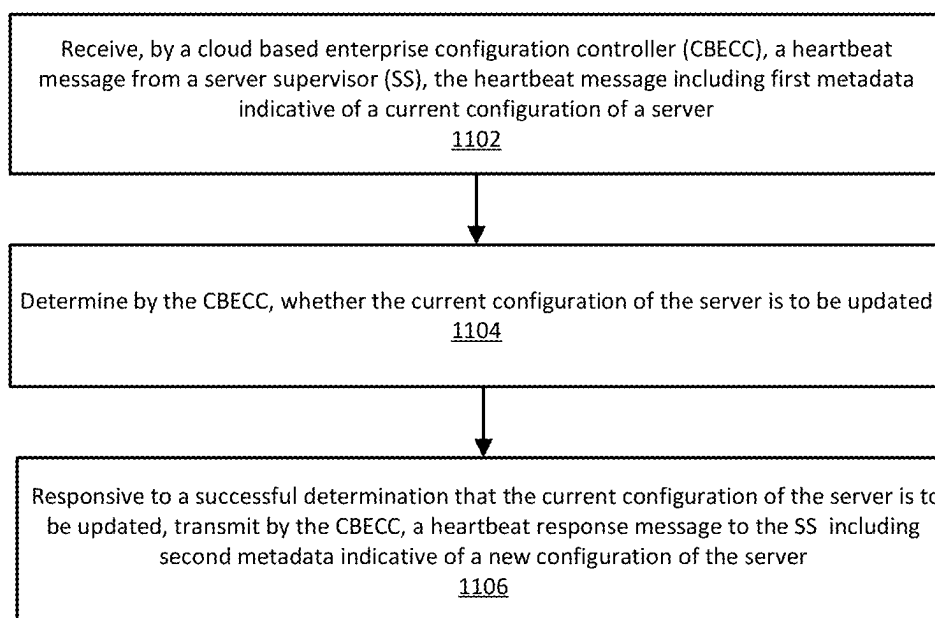 Receive, by a cloud based enterprise configuration controller (CBECC), a heartbeat
message from a server supervisor (SS), the heartbeat message including first metadata
indicative of a current configuration of a server
1102
Determine by the CBECC, whether the current configuration of the server is to be updated
1104
Responsive to a successful determination that the current configuration of the server is to
be updated, transmit by the CBECC, a heartbeat response message to the SS including
second metadata indicative of a new configuration of the server
1106